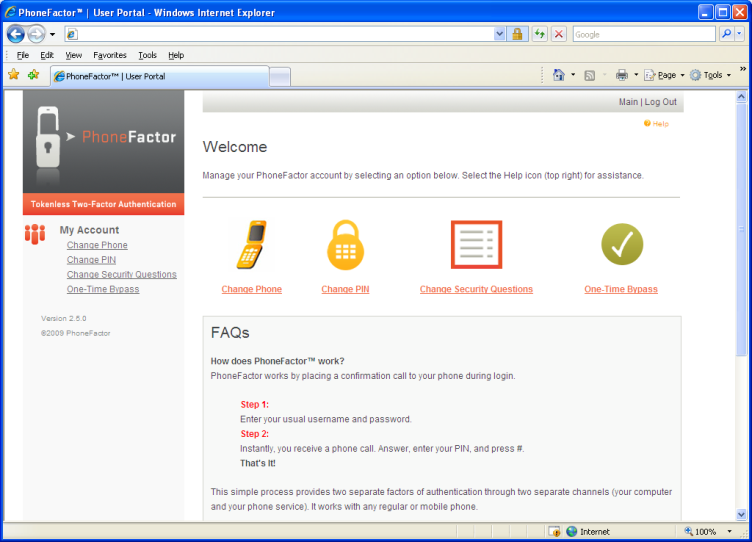 PhoneFactor™ | User Portal - Windows Internet Explorer
Google
File Edit View Favorites Tools Help
PhoneFactor™ | User Portal
Page Tools »
PhoneFactor
Tokenless Two-Factor Authentication
My Account
Change Phone
Change PIN
Change Security Questions
One-Time Bypass
Version 2.5.0
©2009 PhoneFactor
Main | Log Out
Help
Welcome
Manage your PhoneFactor account by selecting an option below. Select the Help icon (top right) for assistance.
Change Phone Change PIN Change Security Questions One-Time Bypass
FAQs
How does PhoneFactor™ work?
PhoneFactor works by placing a confirmation call to your phone during login.
Step 1:
Enter your usual username and password.
Step 2:
Instantly, you receive a phone call. Answer, enter your PIN, and press #.
That's It!
This simple process provides two separate factors of authentication through two separate channels (your computer
and your phone service). It works with any regular or mobile phone.
Internet 100%